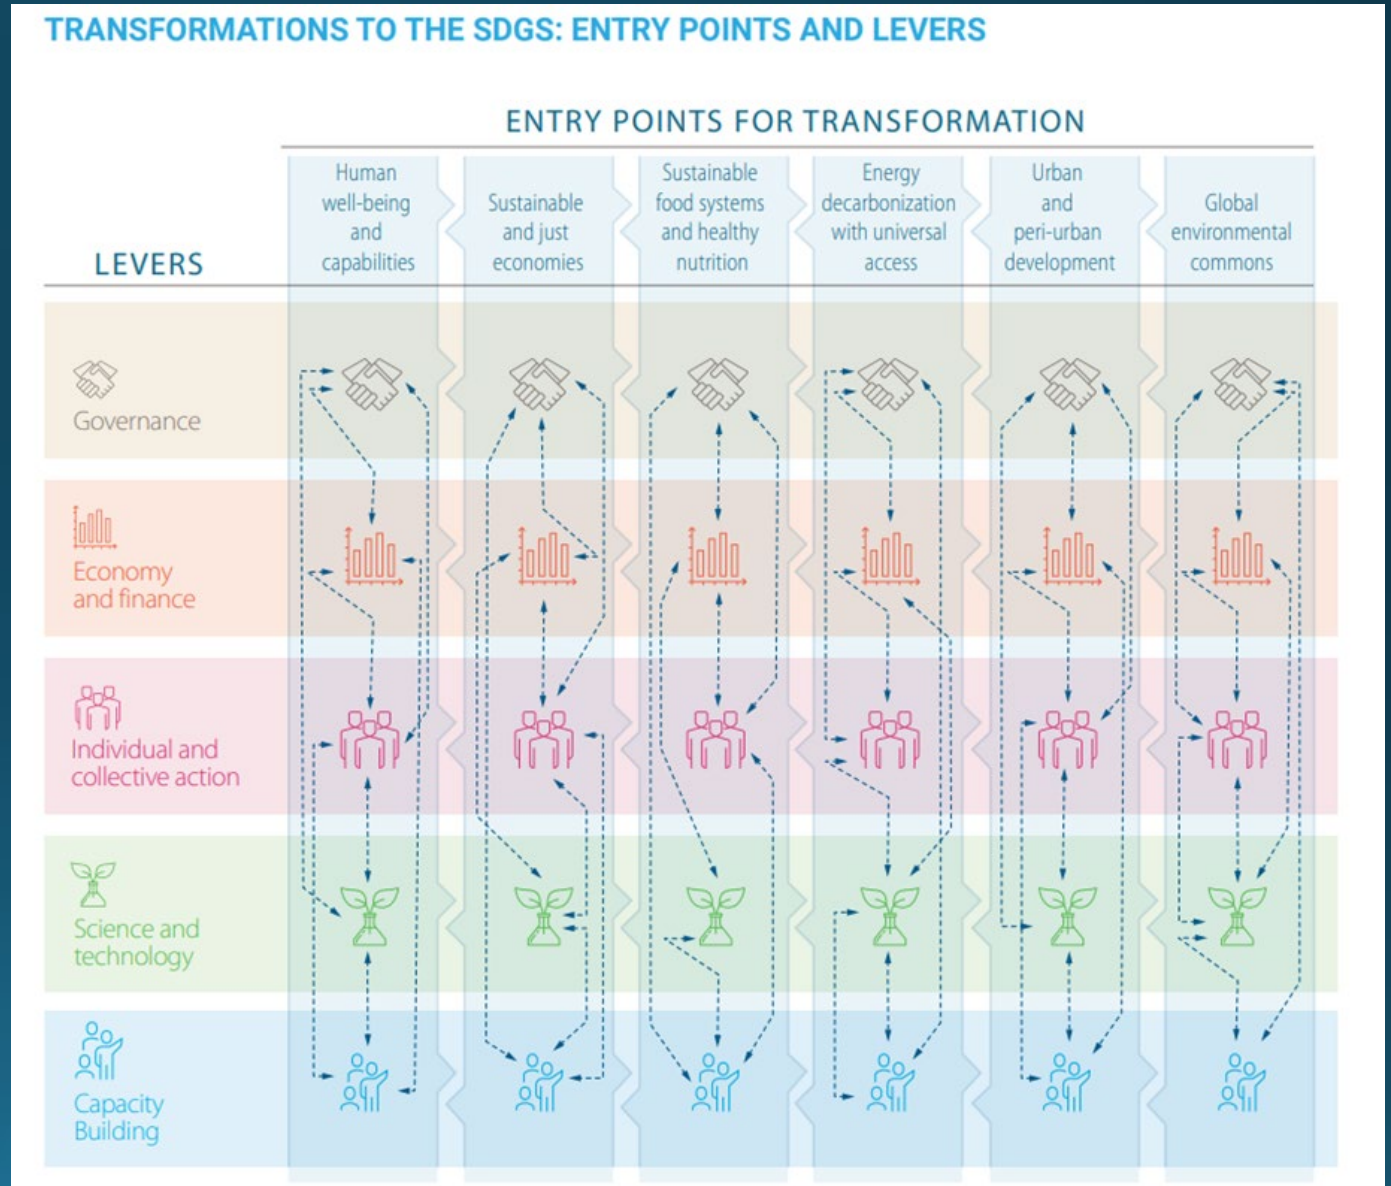 TRANSFORMATIONS TO THE SDGS: ENTRY POINTS AND LEVERS
ENTRY POINTS FOR TRANSFORMATION
LEVERS
Human
well-being
and
capabilities
Sustainable
and just
economies
Sustainable
food systems
and healthy
nutrition
Energy
decarbonization
with universal
access
Urban
and
peri-urban
development
Global
environmental
commons
Governance
Economy
and finance
Individual and
collective action
Science and
technology
Capacity
Building